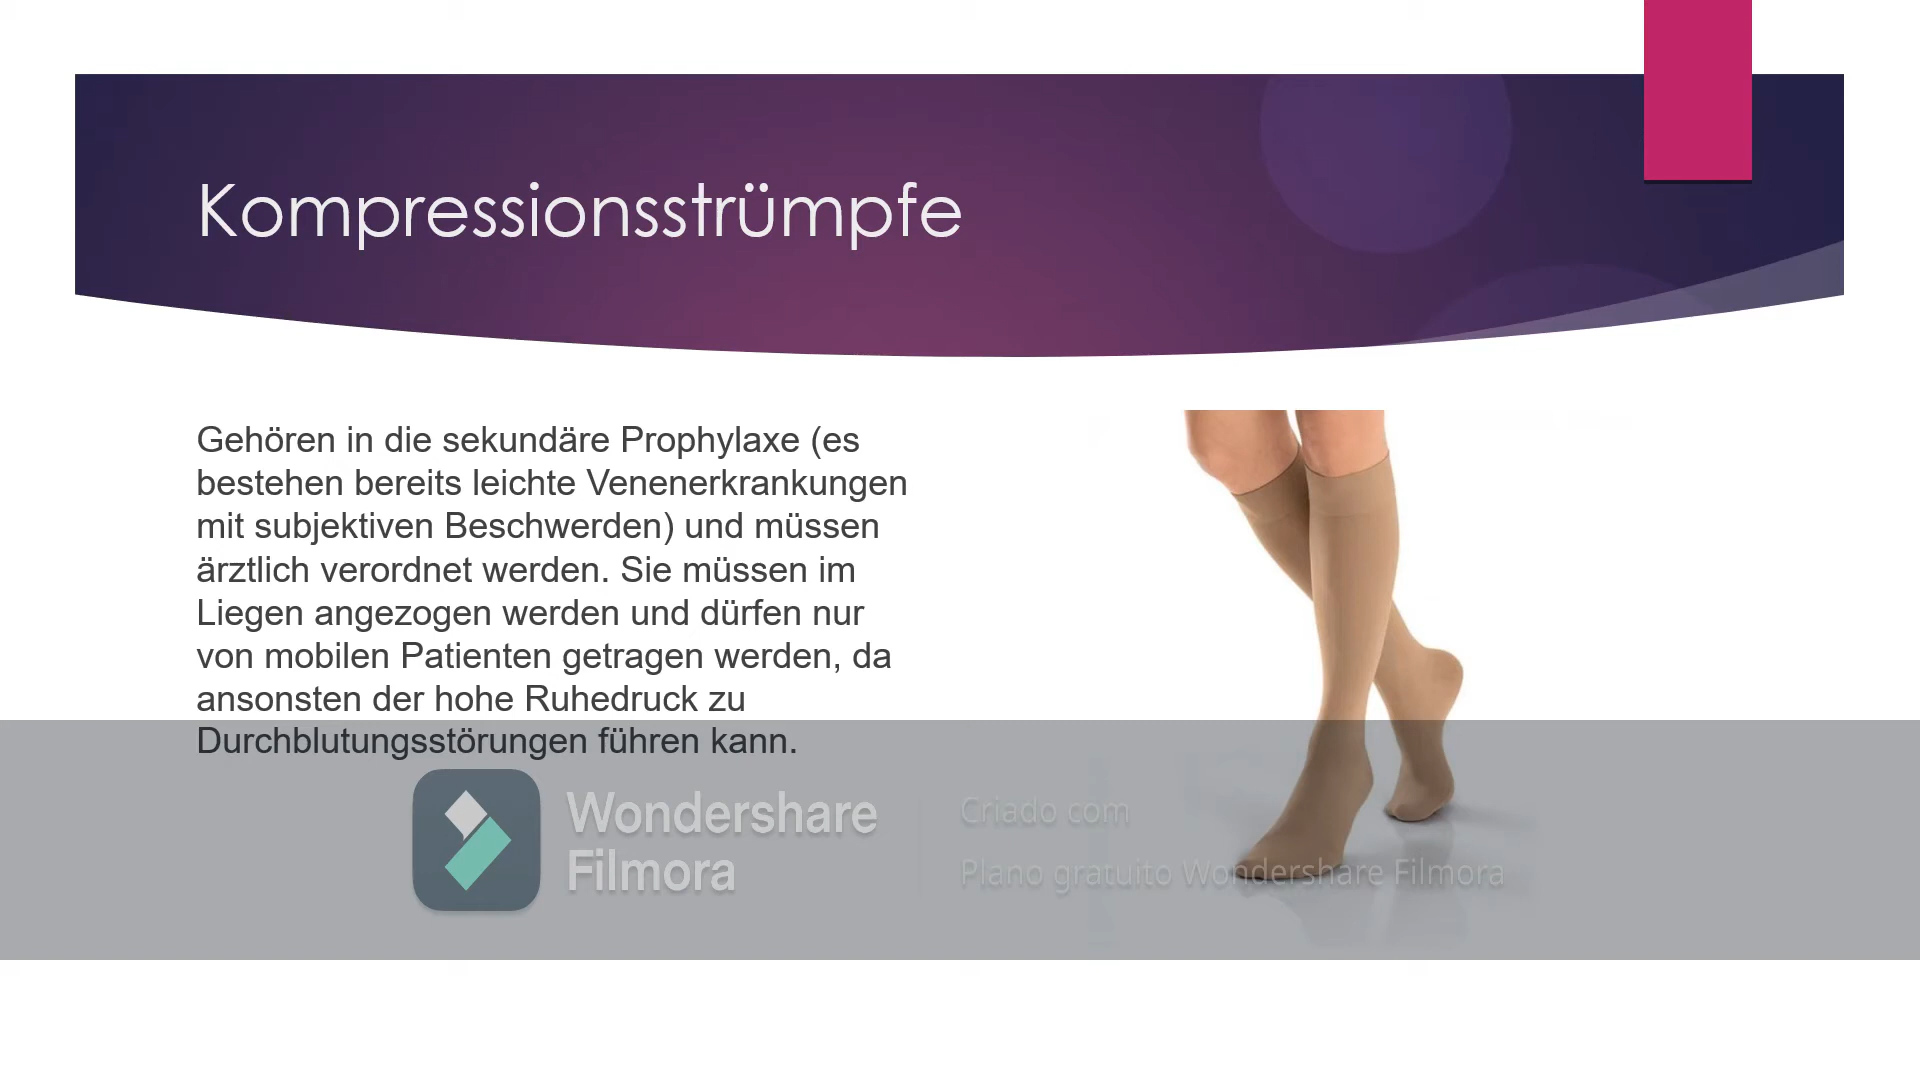 Kompressionsstrümpfe
Gehören in die sekundäre Prophylaxe (es
bestehen bereits leichte Venenerkrankungen
mit subjektiven Beschwerden) und müssen
ärztlich verordnet werden. Sie müssen im
Liegen angezogen werden und dürfen nur
von mobilen Patienten getragen werden, da
ansonsten der hohe Ruhedruck zu
Durchblutungsstörungen führen kann.
Wondershare
Filmora
Criado com
Plano gratuito Wondershare Filmora